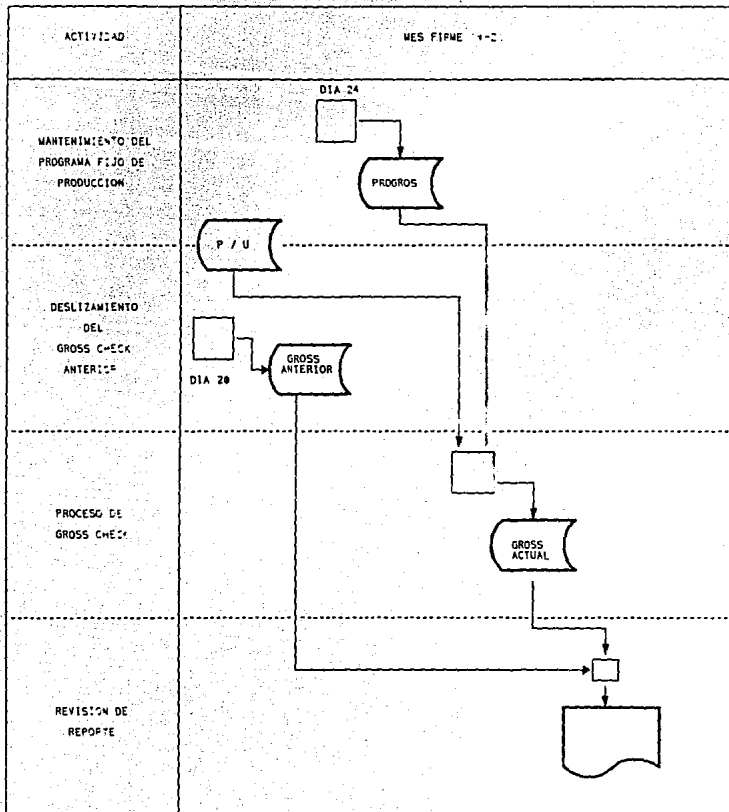 ACTIVIDAD
MES FIRME
DIA 24
MANTENIMIENTO DEL
PROGRAMA FIJO DE
PRODUCCION
PROGROS
P / U
DESLIZAMIENTO
DEL
GROSS CHECK
ANTERIOR
GROSS
ANTERIOR
DIA 20
PROCESO DE
GROSS CHECK
GROSS
ACTUAL
REVISION DE
REPORTE